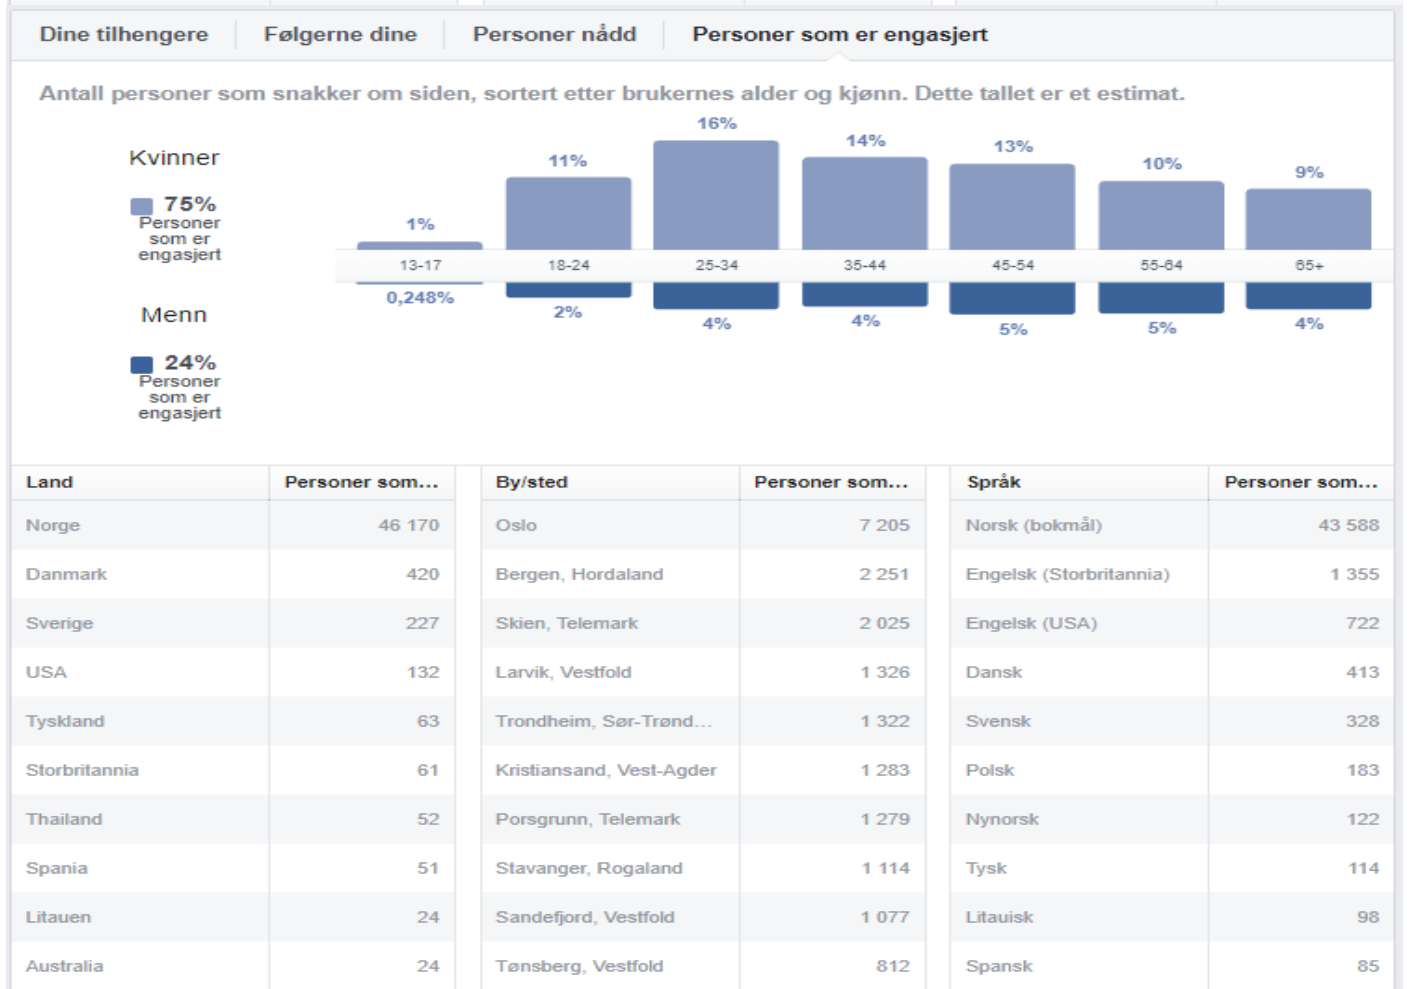 Dine tilhengere Følgerne dine Personer nådd Personer som er engasjert
Antall personer som snakker om siden, sortert etter brukernes alder og kjønn. Dette tallet er et estimat.
Kvinner
75%
Personer
som er
engasjert
1% 11% 16% 14% 13% 10% 9%
13-17 18-24 25-34 35-44 45-54 55-64 65+
0,248% 2% 4% 4% 5% 5% 4%
Menn
24%
Personer
som er
engasjert
Land Personer som... By/sted Personer som... Språk Personer som...
Norge 46 170 Oslo 7 205 Norsk (bokmål) 43 588
Danmark 420 Bergen, Hordaland 2 251 Engelsk (Storbritannia) 1 355
Sverige 227 Skien, Telemark 2 025 Engelsk (USA) 722
USA 132 Larvik, Vestfold 1 326 Dansk 413
Tyskland 63 Trondheim, Sør-Trønd... 1 322 Svensk 328
Storbritannia 61 Kristiansand, Vest-Agder 1 283 Polsk 183
Thailand 52 Porsgrunn, Telemark 1 279 Nynorsk 122
Spania 51 Stavanger, Rogaland 1 114 Tysk 114
Litauen 24 Sandefjord, Vestfold 1 077 Litauisk 98
Australia 24 Tønsberg, Vestfold 812 Spansk 85